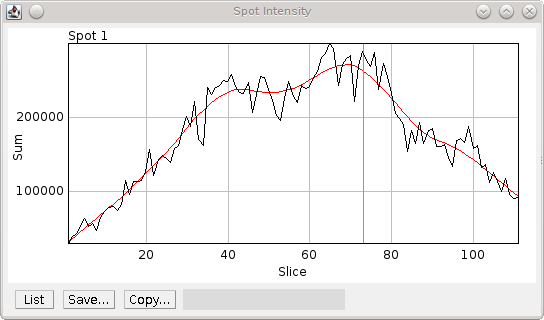 Spot Intensity
Spot 1
200000
100000
Sum
20 40 60 80 100
Slice
List Save... Copy...